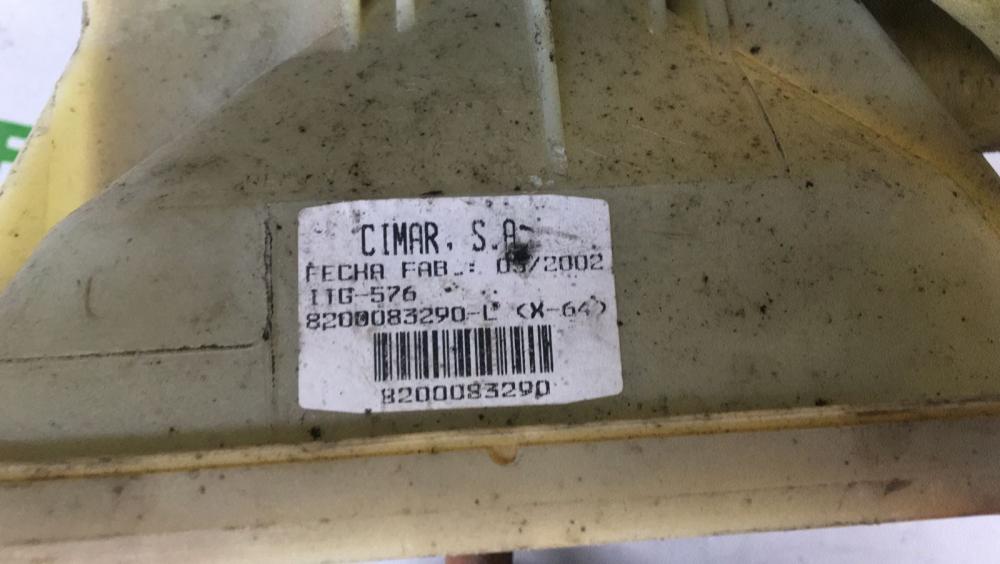 CIMAR, S.A.
FECHA FAB.: 03/2002
ITG-576
8200083290-L (X-64)
8200083290